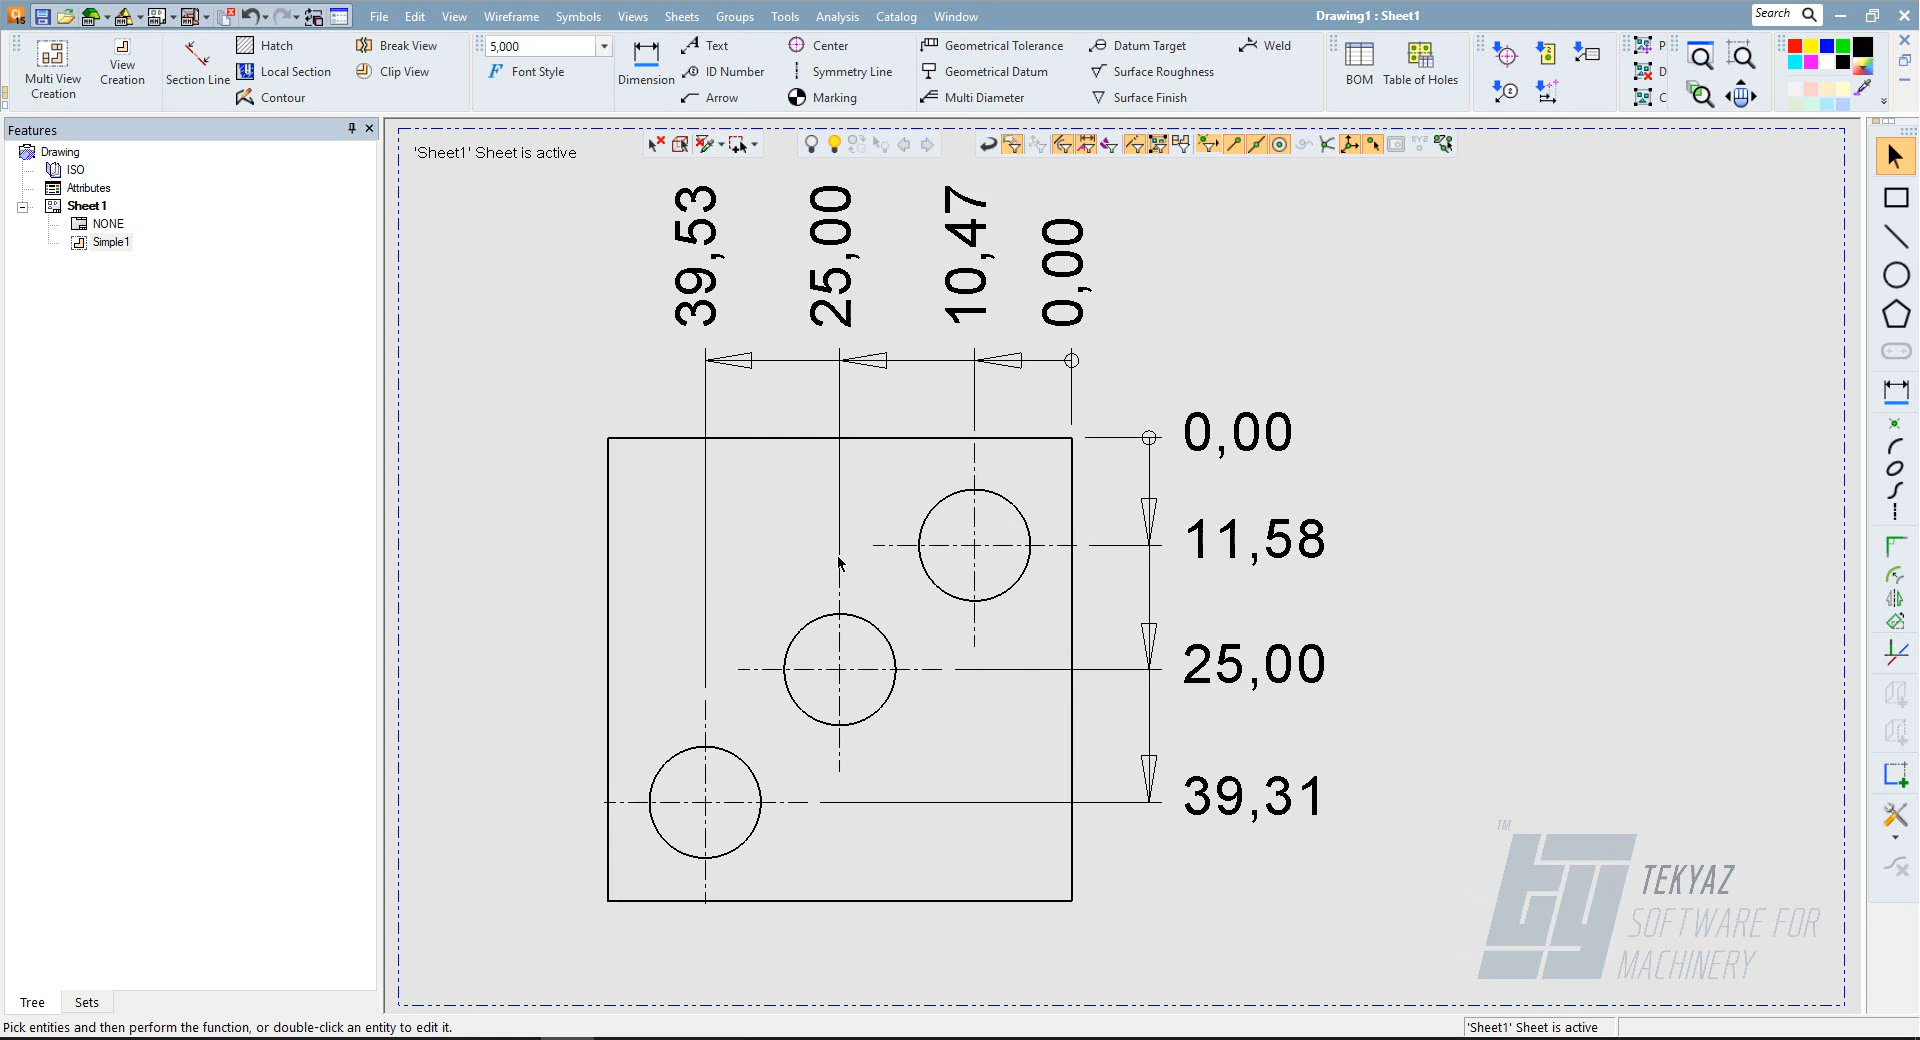 File Edit View Wireframe Symbols Views Sheets Groups Tools Analysis Catalog Window
Drawing1 : Sheet1
Search
Multi View Creation
View Creation
Section Line
Hatch
Local Section
Contour
Break View
Clip View
5,000
Font Style
Dimension
Text
ID Number
Arrow
Center
Symmetry Line
Marking
Geometrical Tolerance
Geometrical Datum
Multi Diameter
Datum Target
Surface Roughness
Surface Finish
Weld
BOM
Table of Holes
P
D
C
Features
Drawing
ISO
Attributes
Sheet1
NONE
Simple1
'Sheet1' Sheet is active
39,53
25,00
10,47
0,00
0,00
11,58
25,00
39,31
TM
TEKYAZ
SOFTWARE FOR
MACHINERY
Tree Sets
Pick entities and then perform the function, or double-click an entity to edit it.
'Sheet1' Sheet is active